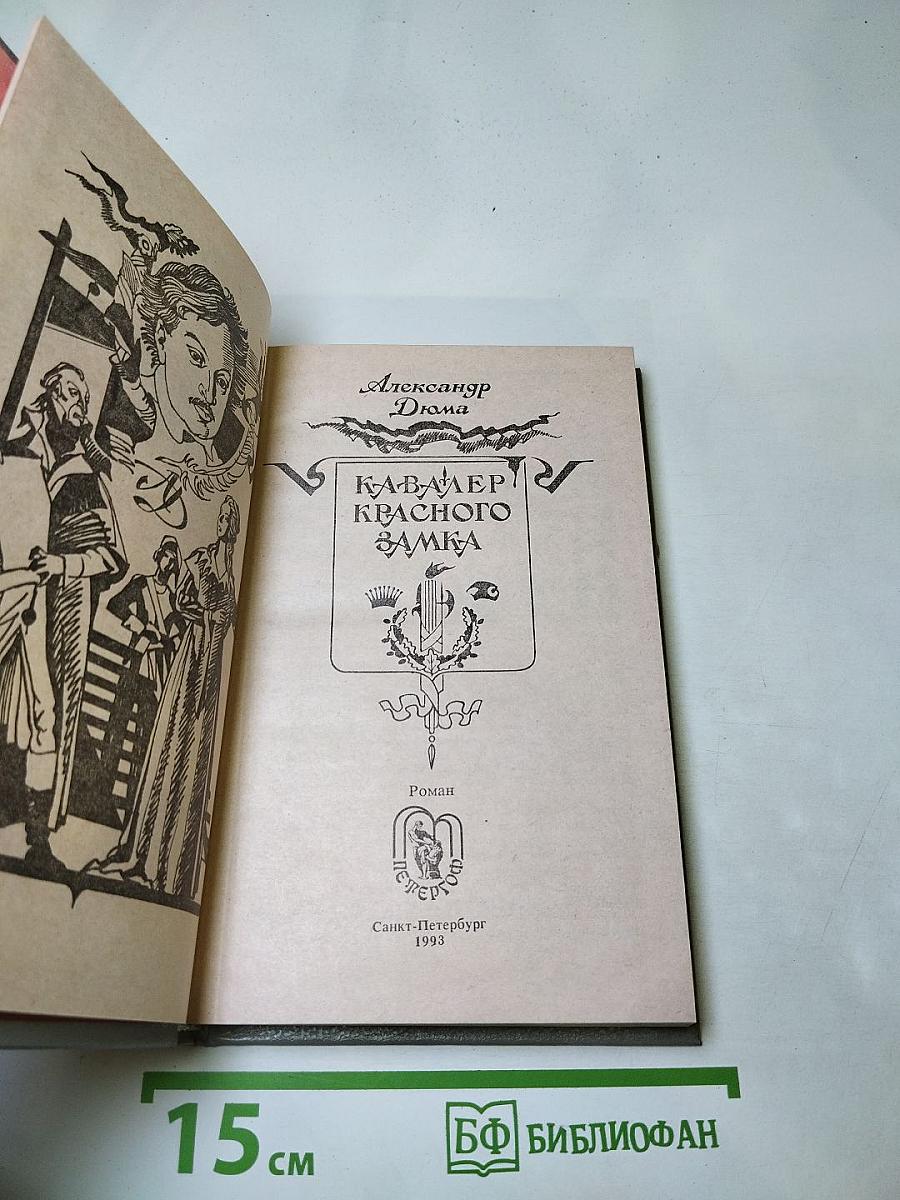 Александр
Дюма
КАВАЛЕР
КРАСНОГО
ЗАМКА
Роман
ПЕТЕРГОФ
Санкт-Петербург
1993
15 см
БФ БИБЛИОФАН